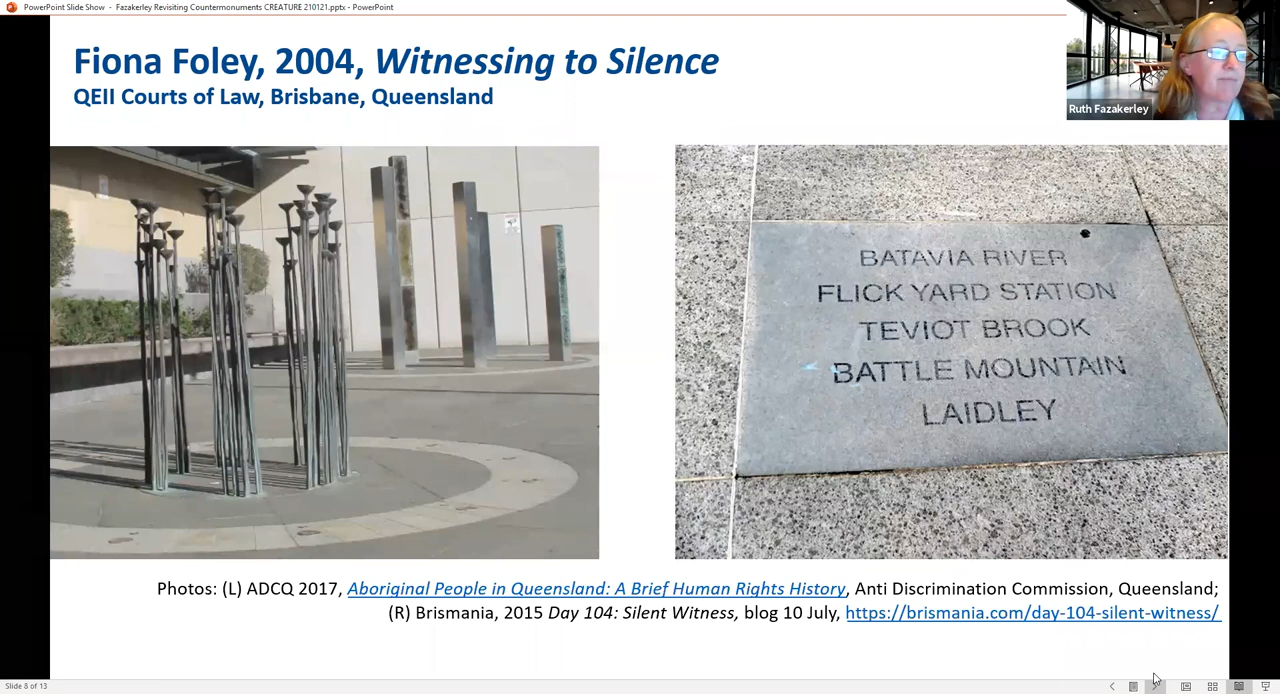 PowerPoint Slide Show - Fazakerley Revisiting Countermonuments CREATURE 210121.pptx - PowerPoint
Fiona Foley, 2004, Witnessing to Silence
QEII Courts of Law, Brisbane, Queensland
Ruth Fazakerley
BATAVIA RIVER
FLICK YARD STATION
TEVIOT BROOK
BATTLE MOUNTAIN
LAIDLEY
Photos: (L) ADCQ 2017, Aboriginal People in Queensland: A Brief Human Rights History, Anti Discrimination Commission, Queensland;
(R) Brismania, 2015 Day 104: Silent Witness, blog 10 July, https://brismania.com/day-104-silent-witness/
Slide 8 of 13